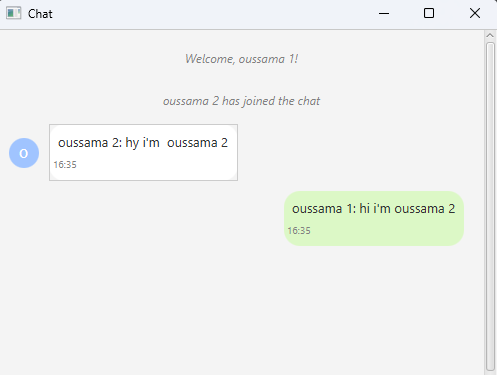 Chat
Welcome, oussama 1!
oussama 2 has joined the chat
O
oussama 2: hy i'm  oussama 2
16:35
oussama 1: hi i'm oussama 2
16:35